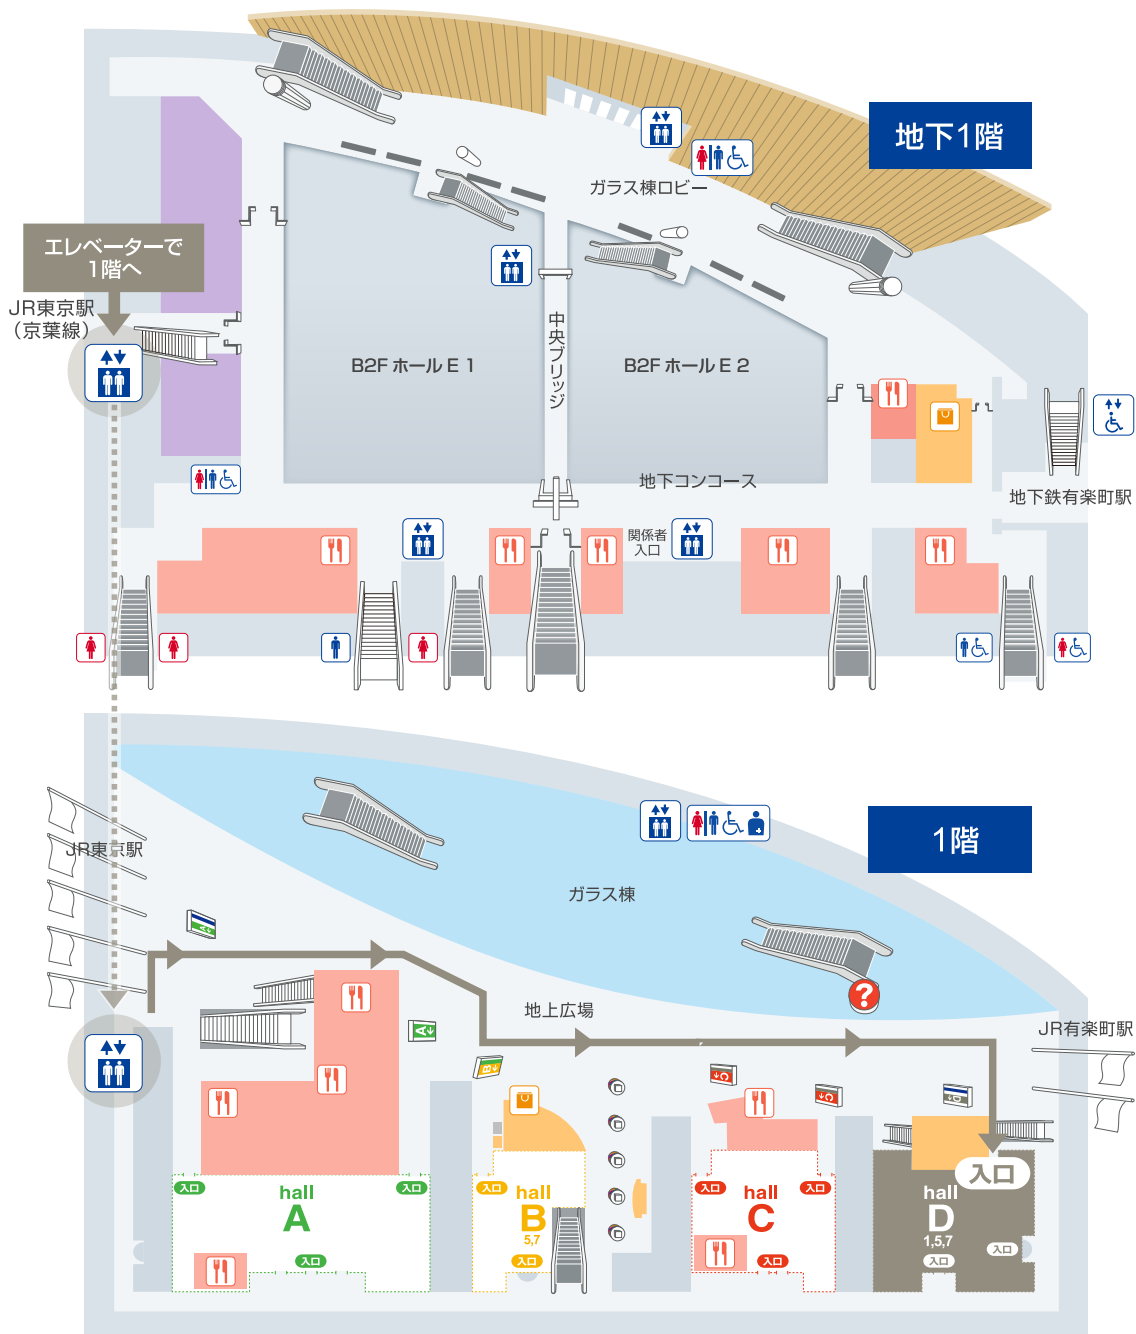 地下1階
ガラス棟ロビー
エレベーターで
1階へ
JR東京駅
（京葉線）
中央ブリッジ
B2F ホール E 1
B2F ホール E 2
地下コンコース
地下鉄有楽町駅
関係者
入口
1階
JR東京駅
ガラス棟
A
?
地上広場
JR有楽町駅
A
B
C
C
D
入口
入口
入口
入口
入口
入口
hall
A
hall
B
5,7
hall
C
hall
D
1,5,7
入口
入口
入口
入口
入口